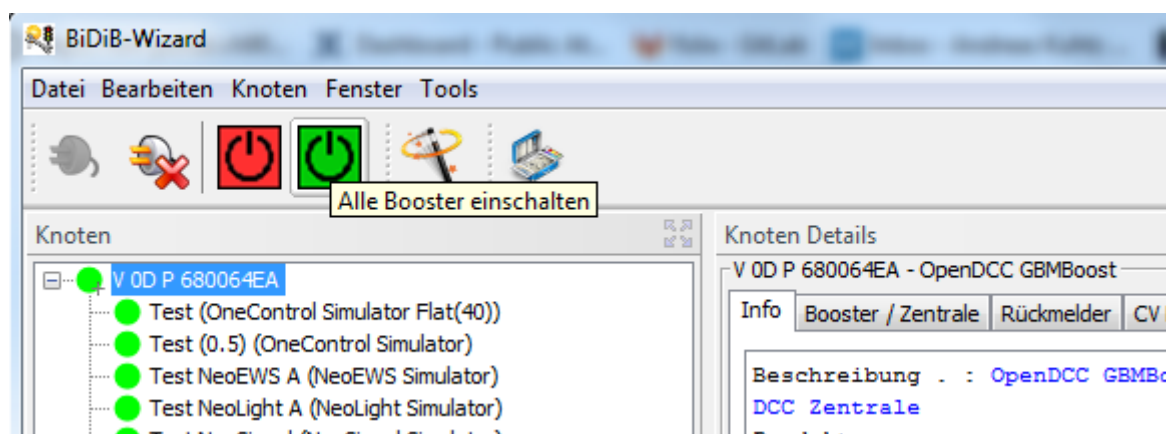 BiDiB-Wizard
Datei Bearbeiten Knoten Fenster Tools
Alle Booster einschalten
Knoten
V 0D P 680064EA
Test (OneControl Simulator Flat(40))
Test (0.5) (OneControl Simulator)
Test NeoEWS A (NeoEWS Simulator)
Test NeoLight A (NeoLight Simulator)
Knoten Details
V 0D P 680064EA - OpenDCC GBMBoost
Info Booster / Zentrale Rückmelder CV
Beschreibung . : OpenDCC GBMBo
DCC Zentrale